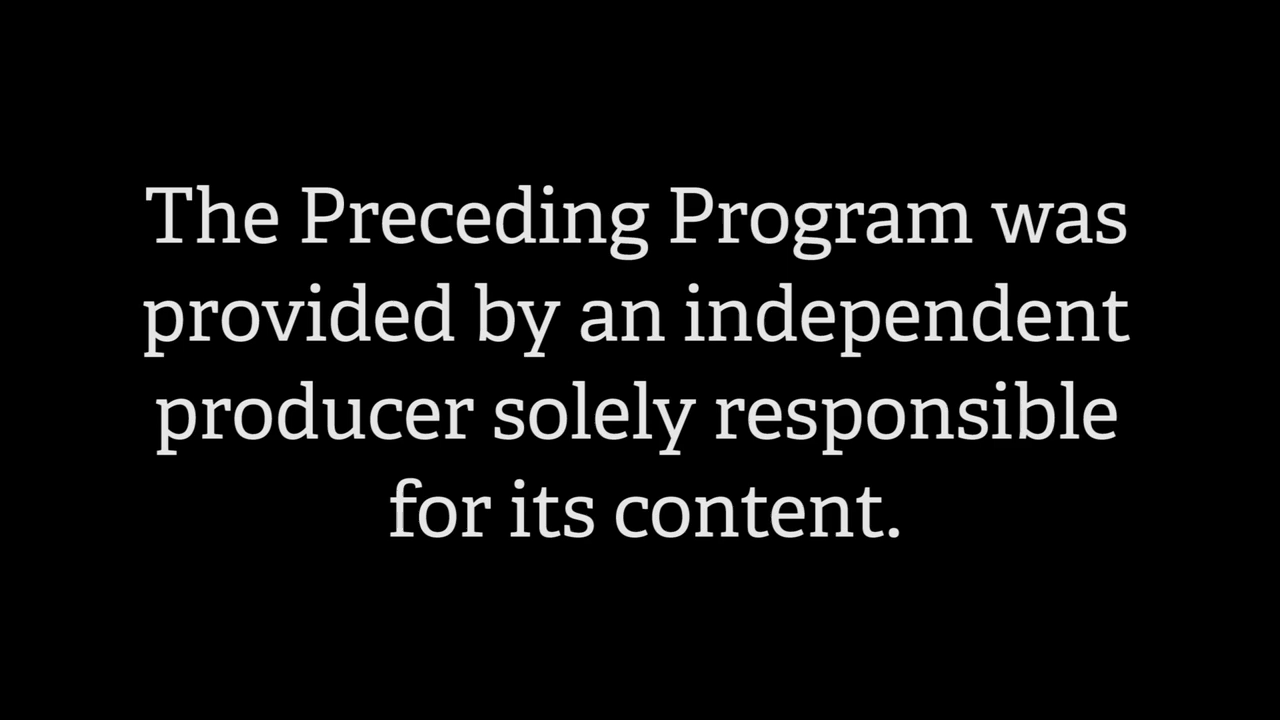 The Preceding Program was
provided by an independent
producer solely responsible
for its content.